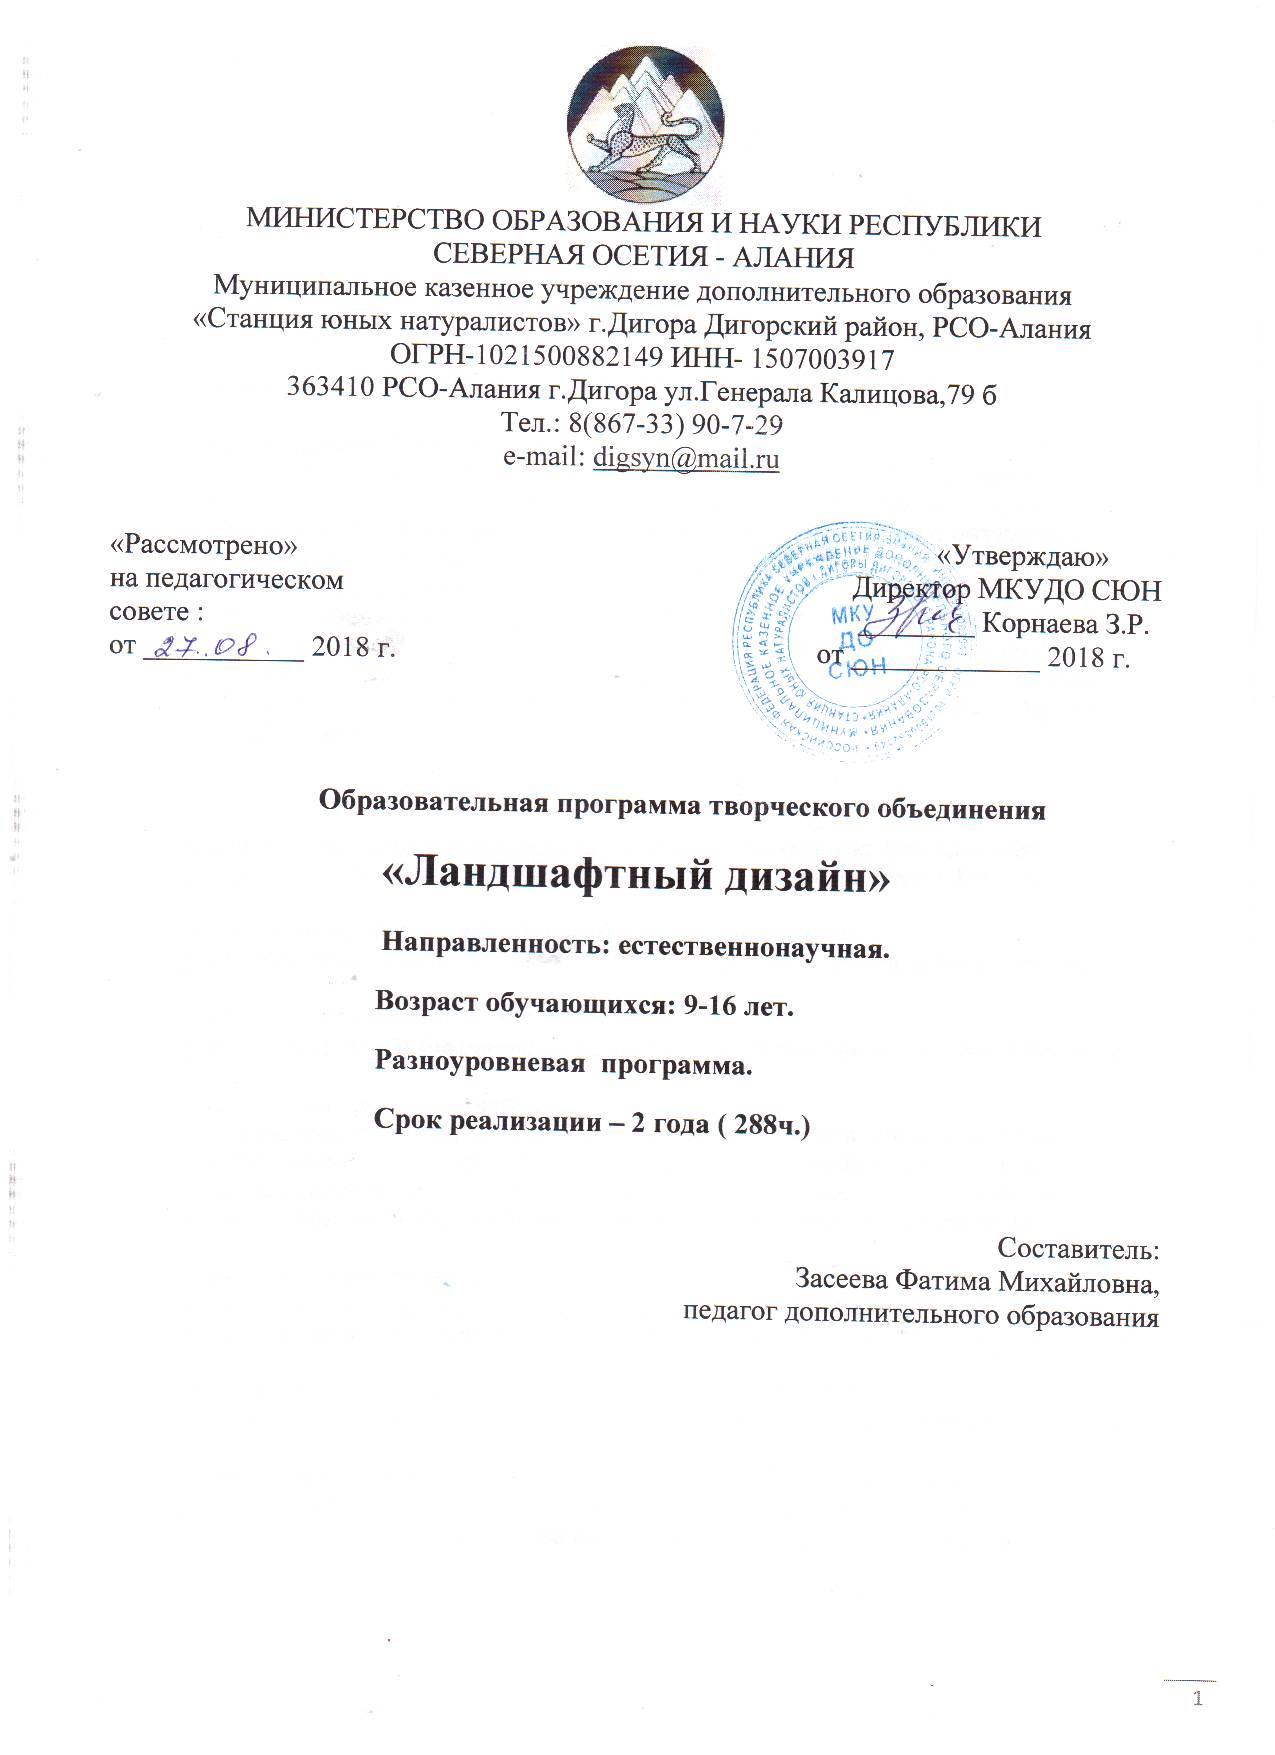 МИНИСТЕРСТВО ОБРАЗОВАНИЯ И НАУКИ РЕСПУБЛИКИ
СЕВЕРНАЯ ОСЕТИЯ - АЛАНИЯ
Муниципальное казенное учреждение дополнительного образования
«Станция юных натуралистов» г.Дигора Дигорский район, РСО-Алания
ОГРН-1021500882149 ИНН- 1507003917
363410 РСО-Алания г.Дигора ул.Генерала Калицова,79 б
Тел.: 8(867-33) 90-7-29
e-mail: digsyn@mail.ru
«Рассмотрено»
на педагогическом
совете :
от 27.08. 2018 г.
«Утверждаю»
Директор МКУДО СЮН
Корнаева З.Р.
от ______________ 2018 г.
МКУ
ДО
СЮН
Образовательная программа творческого объединения
«Ландшафтный дизайн»
Направленность: естественнонаучная.
Возраст обучающихся: 9-16 лет.
Разноуровневая программа.
Срок реализации – 2 года ( 288ч.)
Составитель:
Засеева Фатима Михайловна,
педагог дополнительного образования
1